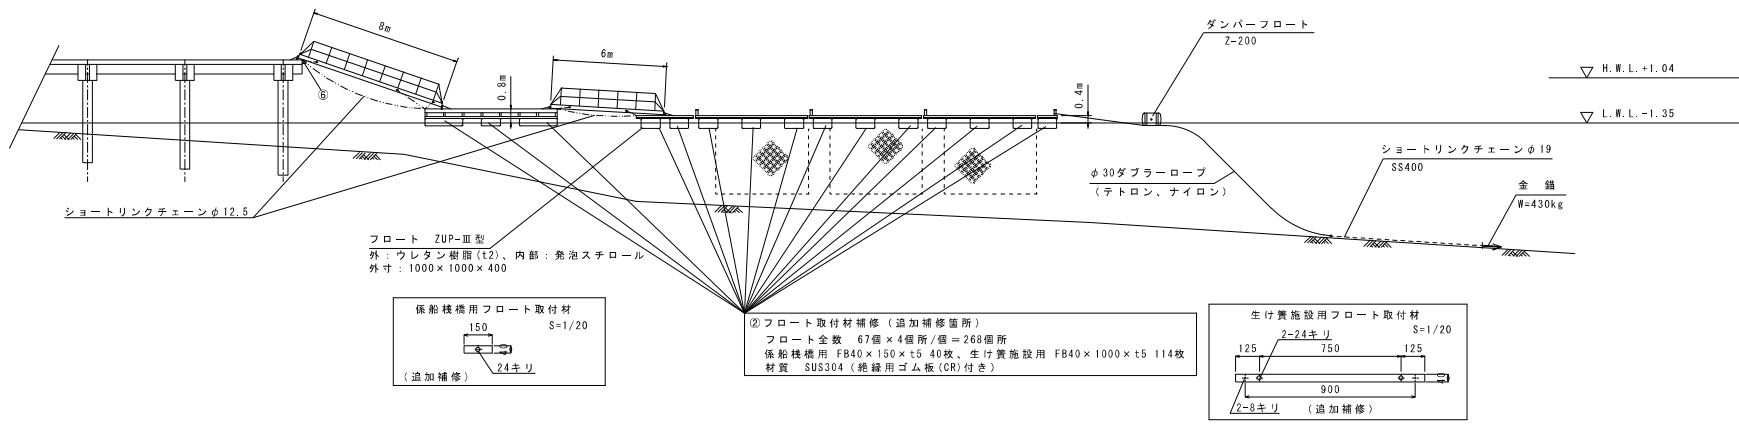 8m
6m
0.8m
0.4m
⑥
ダンパーフロート
Z-200
H.W.L.+1.04
L.W.L.-1.35
ショートリンクチェーンφ19
SS400
φ30ダブラーロープ
(テトロン、ナイロン)
金 錨
W=430kg
ショートリンクチェーンφ12.5
フロート ZUP-Ⅲ型
外:ウレタン樹脂(t2)、内部:発泡スチロール
外寸:1000×1000×400
係船桟橋用フロート取付材
S=1/20
150
40
24キリ
(追加補修)
②フロート取付材補修(追加補修箇所)
フロート全数 67個×4個所/個=268個所
係船桟橋用 FB40×150×t5 40枚、生け簀施設用 FB40×1000×t5 114枚
材質 SUS304(絶縁用ゴム板(CR)付き)
生け簀施設用フロート取付材
S=1/20
2-24キリ
125 750 125
40
900
2-8キリ
(追加補修)